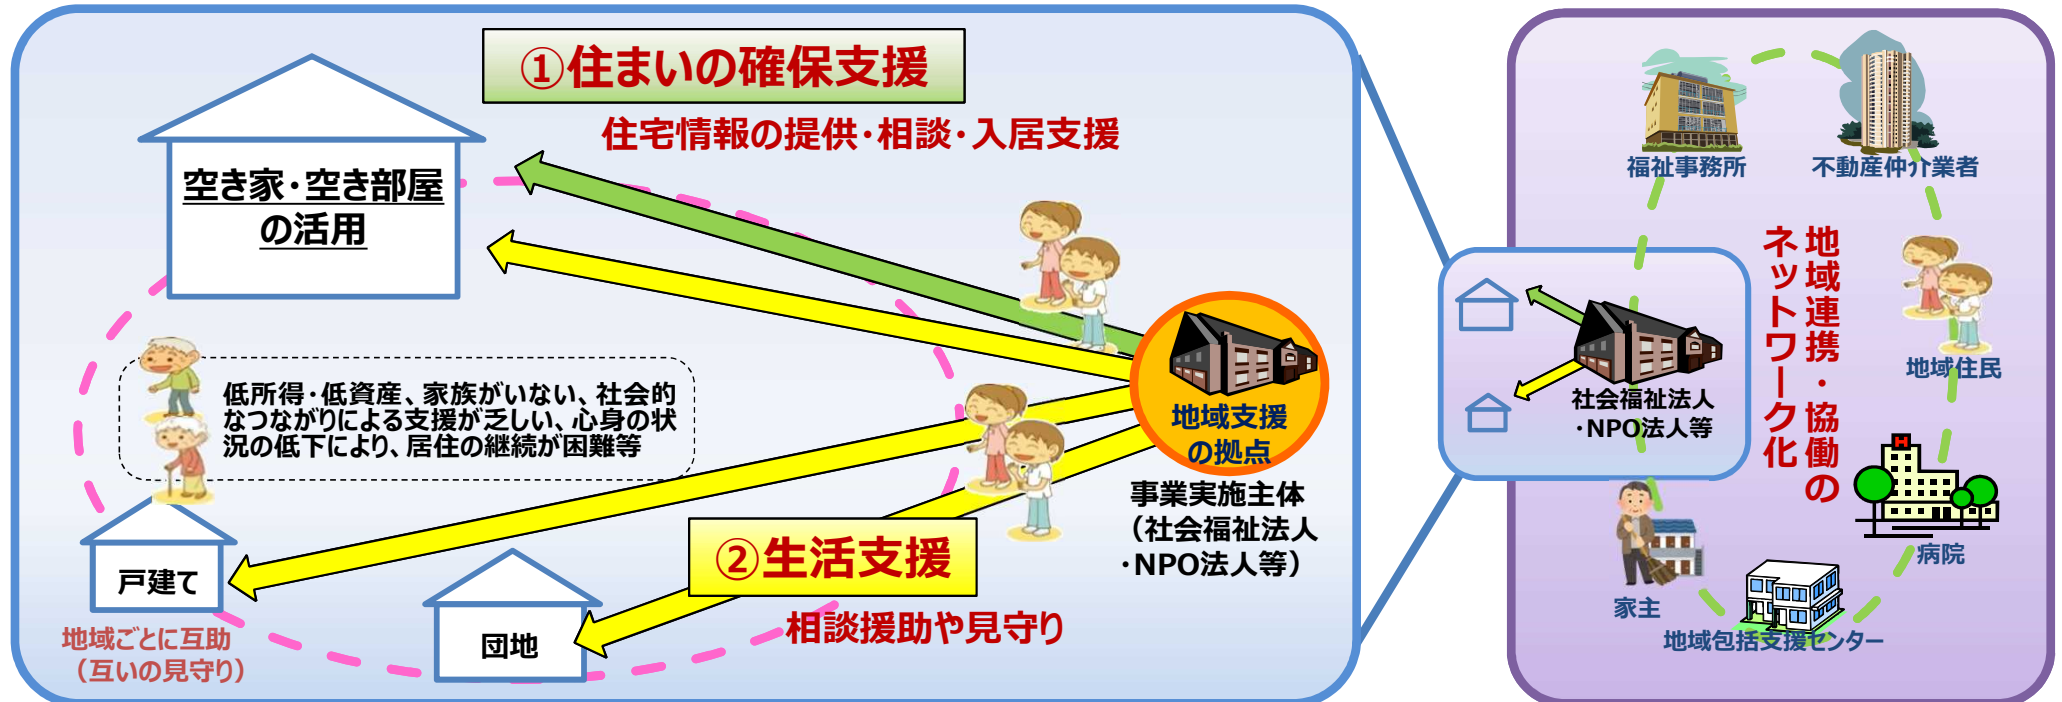 ①住まいの確保支援
住宅情報の提供・相談・入居支援
空き家・空き部屋
の活用
低所得・低資産、家族がいない、社会的
なつながりによる支援が乏しい、心身の状
況の低下により、居住の継続が困難等
地域支援
の拠点
事業実施主体
（社会福祉法人
・NPO法人等）
②生活支援
相談援助や見守り
戸建て
団地
地域ごとに互助
（互いの見守り）
福祉事務所
不動産仲介業者
地域連携・協働の
ネットワーク化
地域住民
社会福祉法人
・NPO法人等
H
病院
家主
地域包括支援センター